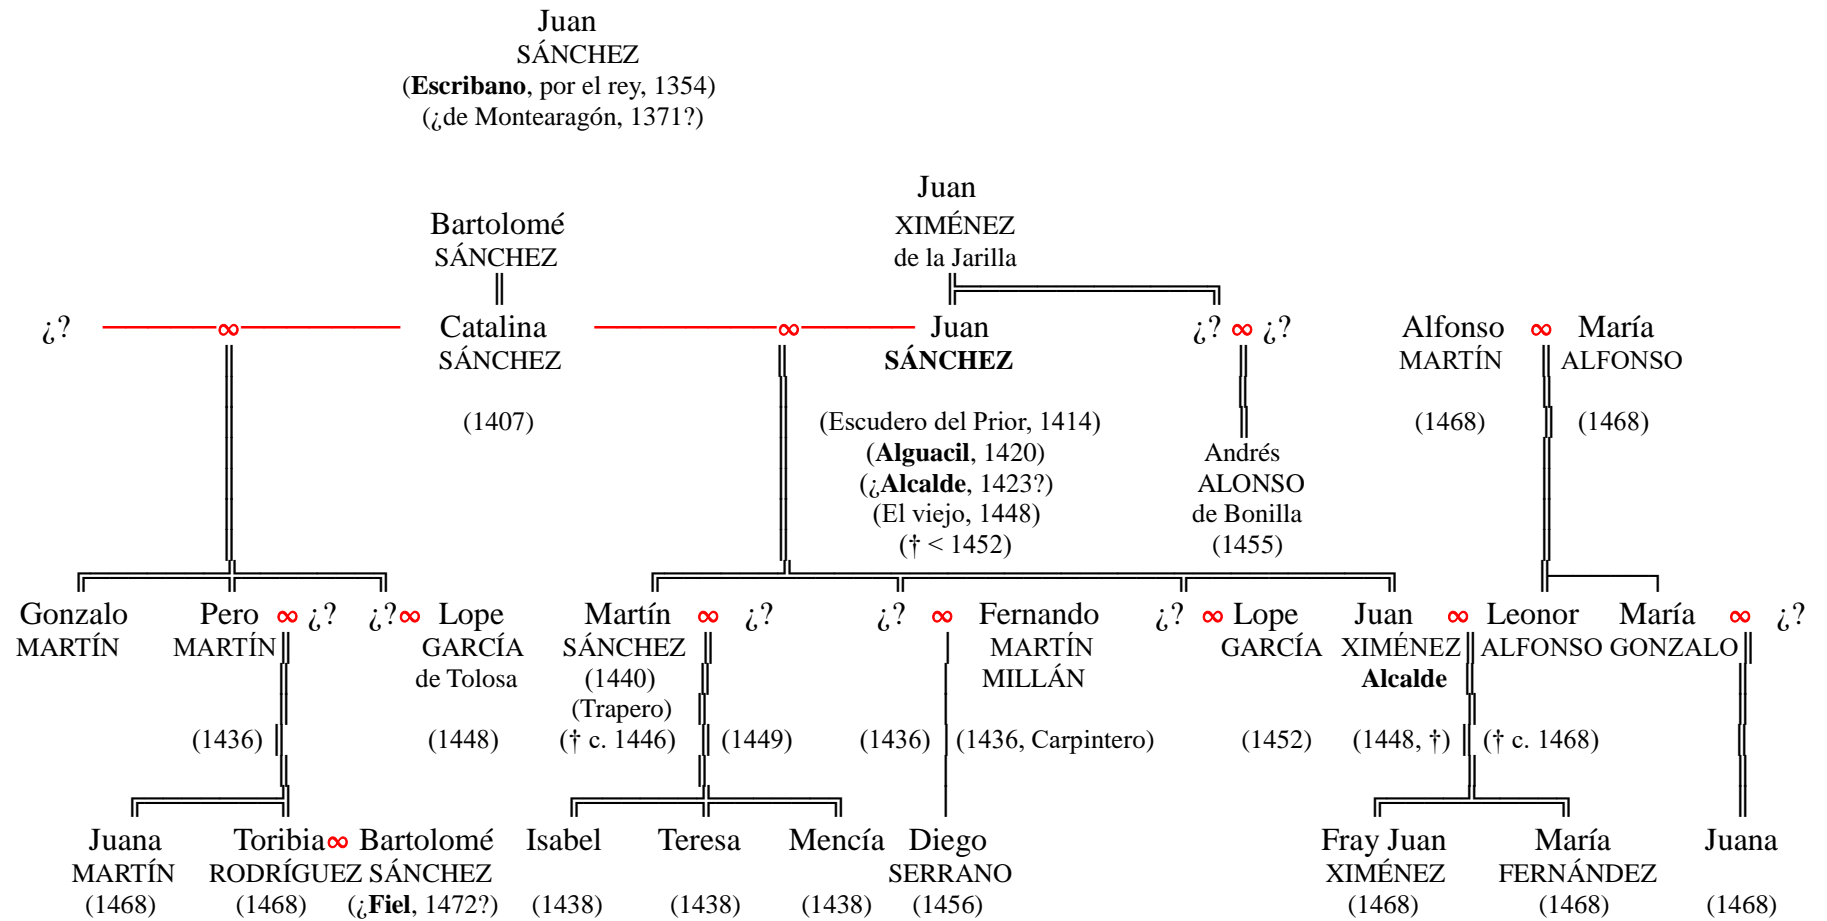 Juan
SÁNCHEZ
(Escribano, por el rey, 1354)
(¿de Montearagón, 1371?)
Juan
Bartolomé XIMÉNEZ
SÁNCHEZ de la Jarilla
¿? ∞ Catalina ∞ Juan ¿? ∞ ¿? Alfonso ∞ María
SÁNCHEZ SÁNCHEZ MARTÍN ALFONSO
(1407) (Escudero del Prior, 1414) (1468) (1468)
(Alguacil, 1420) Andrés
(¿Alcalde, 1423?) ALONSO
(El viejo, 1448) de Bonilla
(† < 1452) (1455)
Gonzalo Pero ∞ ¿? ¿? ∞ Lope Martín ∞ ¿? ¿? ∞ Fernando ¿? ∞ Lope Juan ∞ Leonor María ∞ ¿?
MARTÍN MARTÍN GARCÍA SÁNCHEZ MARTÍN GARCÍA XIMÉNEZ ALFONSO GONZALO
de Tolosa (1440) MILLÁN Alcalde
(Trapero)
(1436) (1448) († c. 1446) (1449) (1436) (1436, Carpintero) (1452) (1448, †) († c. 1468)
Juana Toribia ∞ Bartolomé Isabel Teresa Mencía Diego Fray Juan María Juana
MARTÍN RODRÍGUEZ SÁNCHEZ SERRANO XIMÉNEZ FERNÁNDEZ
(1468) (1468) (¿Fiel, 1472?) (1438) (1438) (1438) (1456) (1468) (1468) (1468)